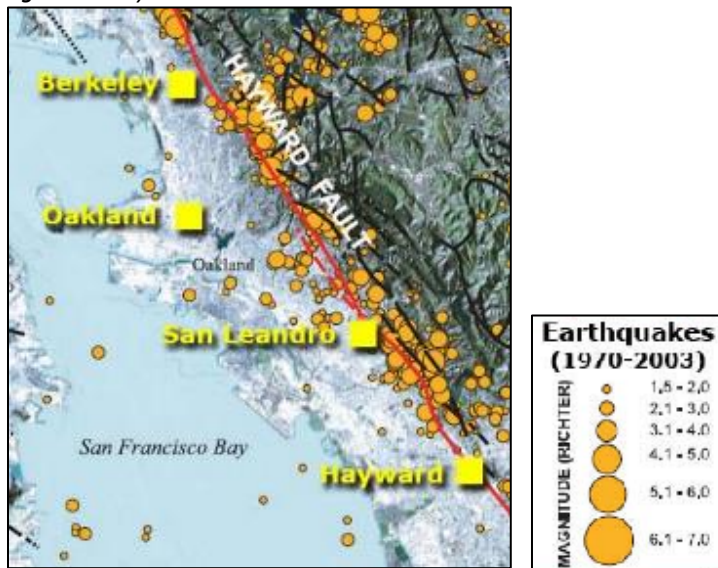 Berkeley
HAYWARD FAULT
Oakland
Oakland
San Leandro
San Francisco Bay
Hayward
Earthquakes
(1970-2003)
MAGNITUDE (RICHTER)
1.5 - 2.0
2.1 - 3.0
3.1 - 4.0
4.1 - 5.0
5.1 - 6.0
6.1 - 7.0